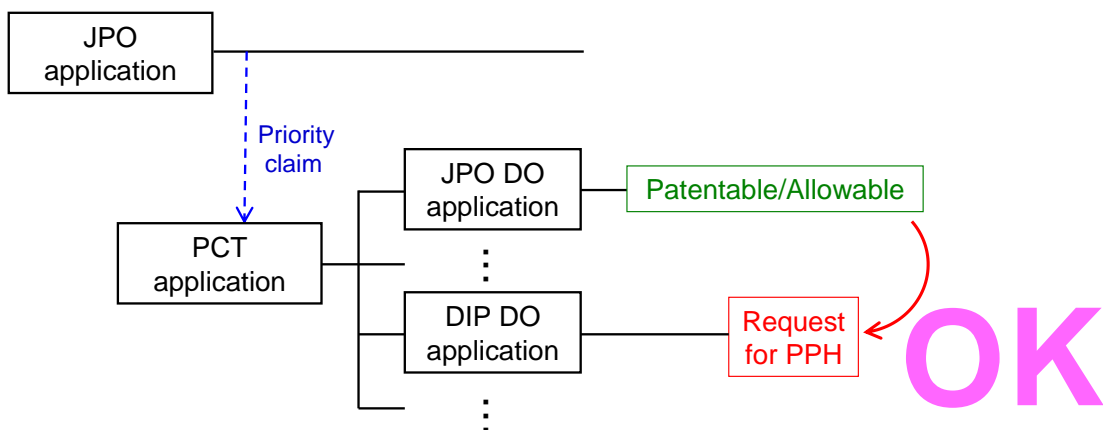 JPO
application
Priority
claim
JPO DO
application
Patentable/Allowable
PCT
application
⋮
DIP DO
application
Request
for PPH
OK
⋮